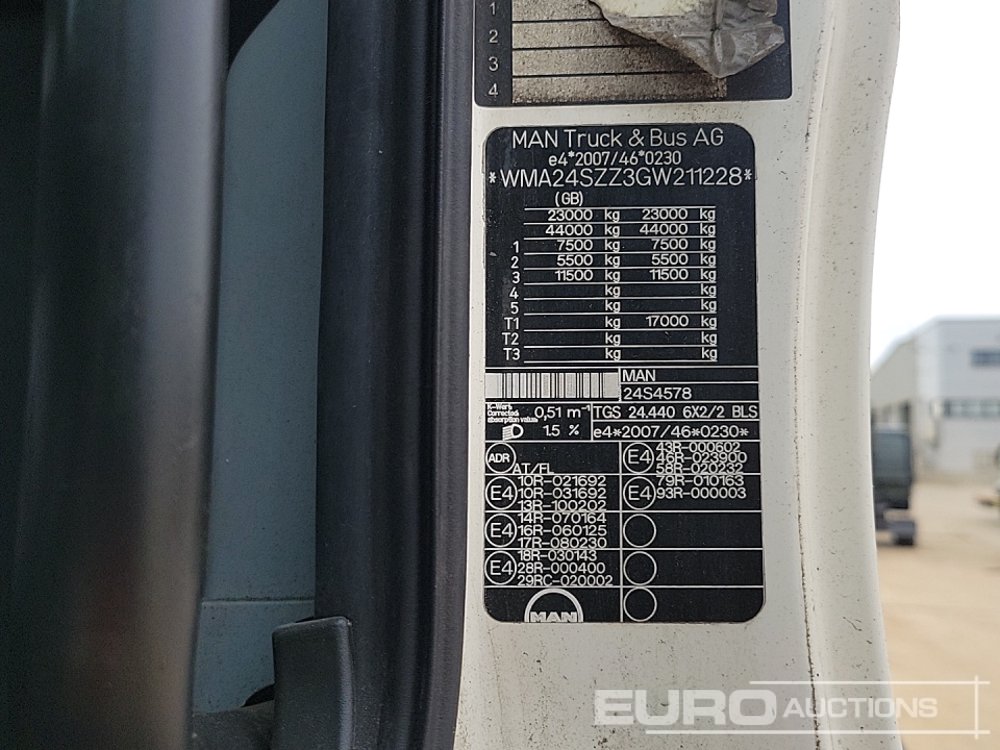 1
2
3
4
MAN Truck & Bus AG
e4*2007/46*0230
*WMA24SZZ3GW211228*
(GB)
23000 kg 23000 kg
44000 kg 44000 kg
1 7500 kg 7500 kg
2 5500 kg 5500 kg
3 11500 kg 11500 kg
4 kg kg
5 kg kg
T1 kg 17000 kg
T2 kg kg
T3 kg kg
MAN
24S4578
K-Wert
Corrected
absorption value
0,51 m⁻¹
TGS 24.440 6X2/2 BLS
1.5 %
e4*2007/46*0230*
ADR
AT/FL
E4
43R-000602
46R-023900
58R-020232
E4
10R-021692
10R-031692
13R-100202
E4
79R-010163
93R-000003
E4
14R-070164
16R-060125
17R-080230
E4
18R-030143
28R-000400
29RC-020002
MAN
EURO AUCTIONS